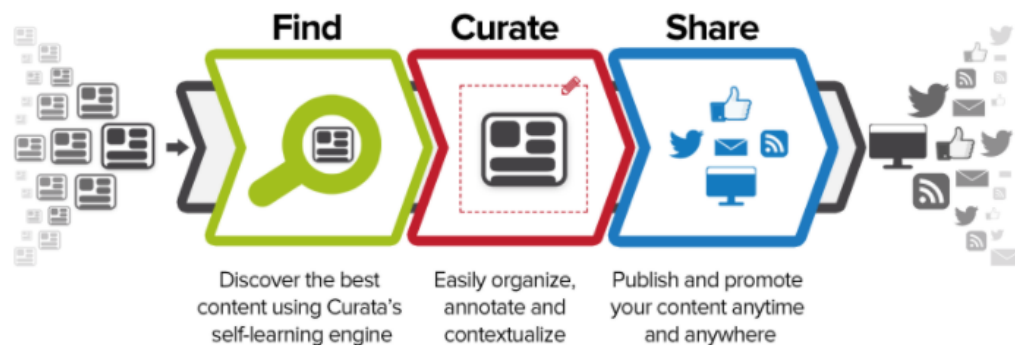 Find
Curate
Share
Discover the best
content using Curata's
self-learning engine
Easily organize,
annotate and
contextualize
Publish and promote
your content anytime
and anywhere